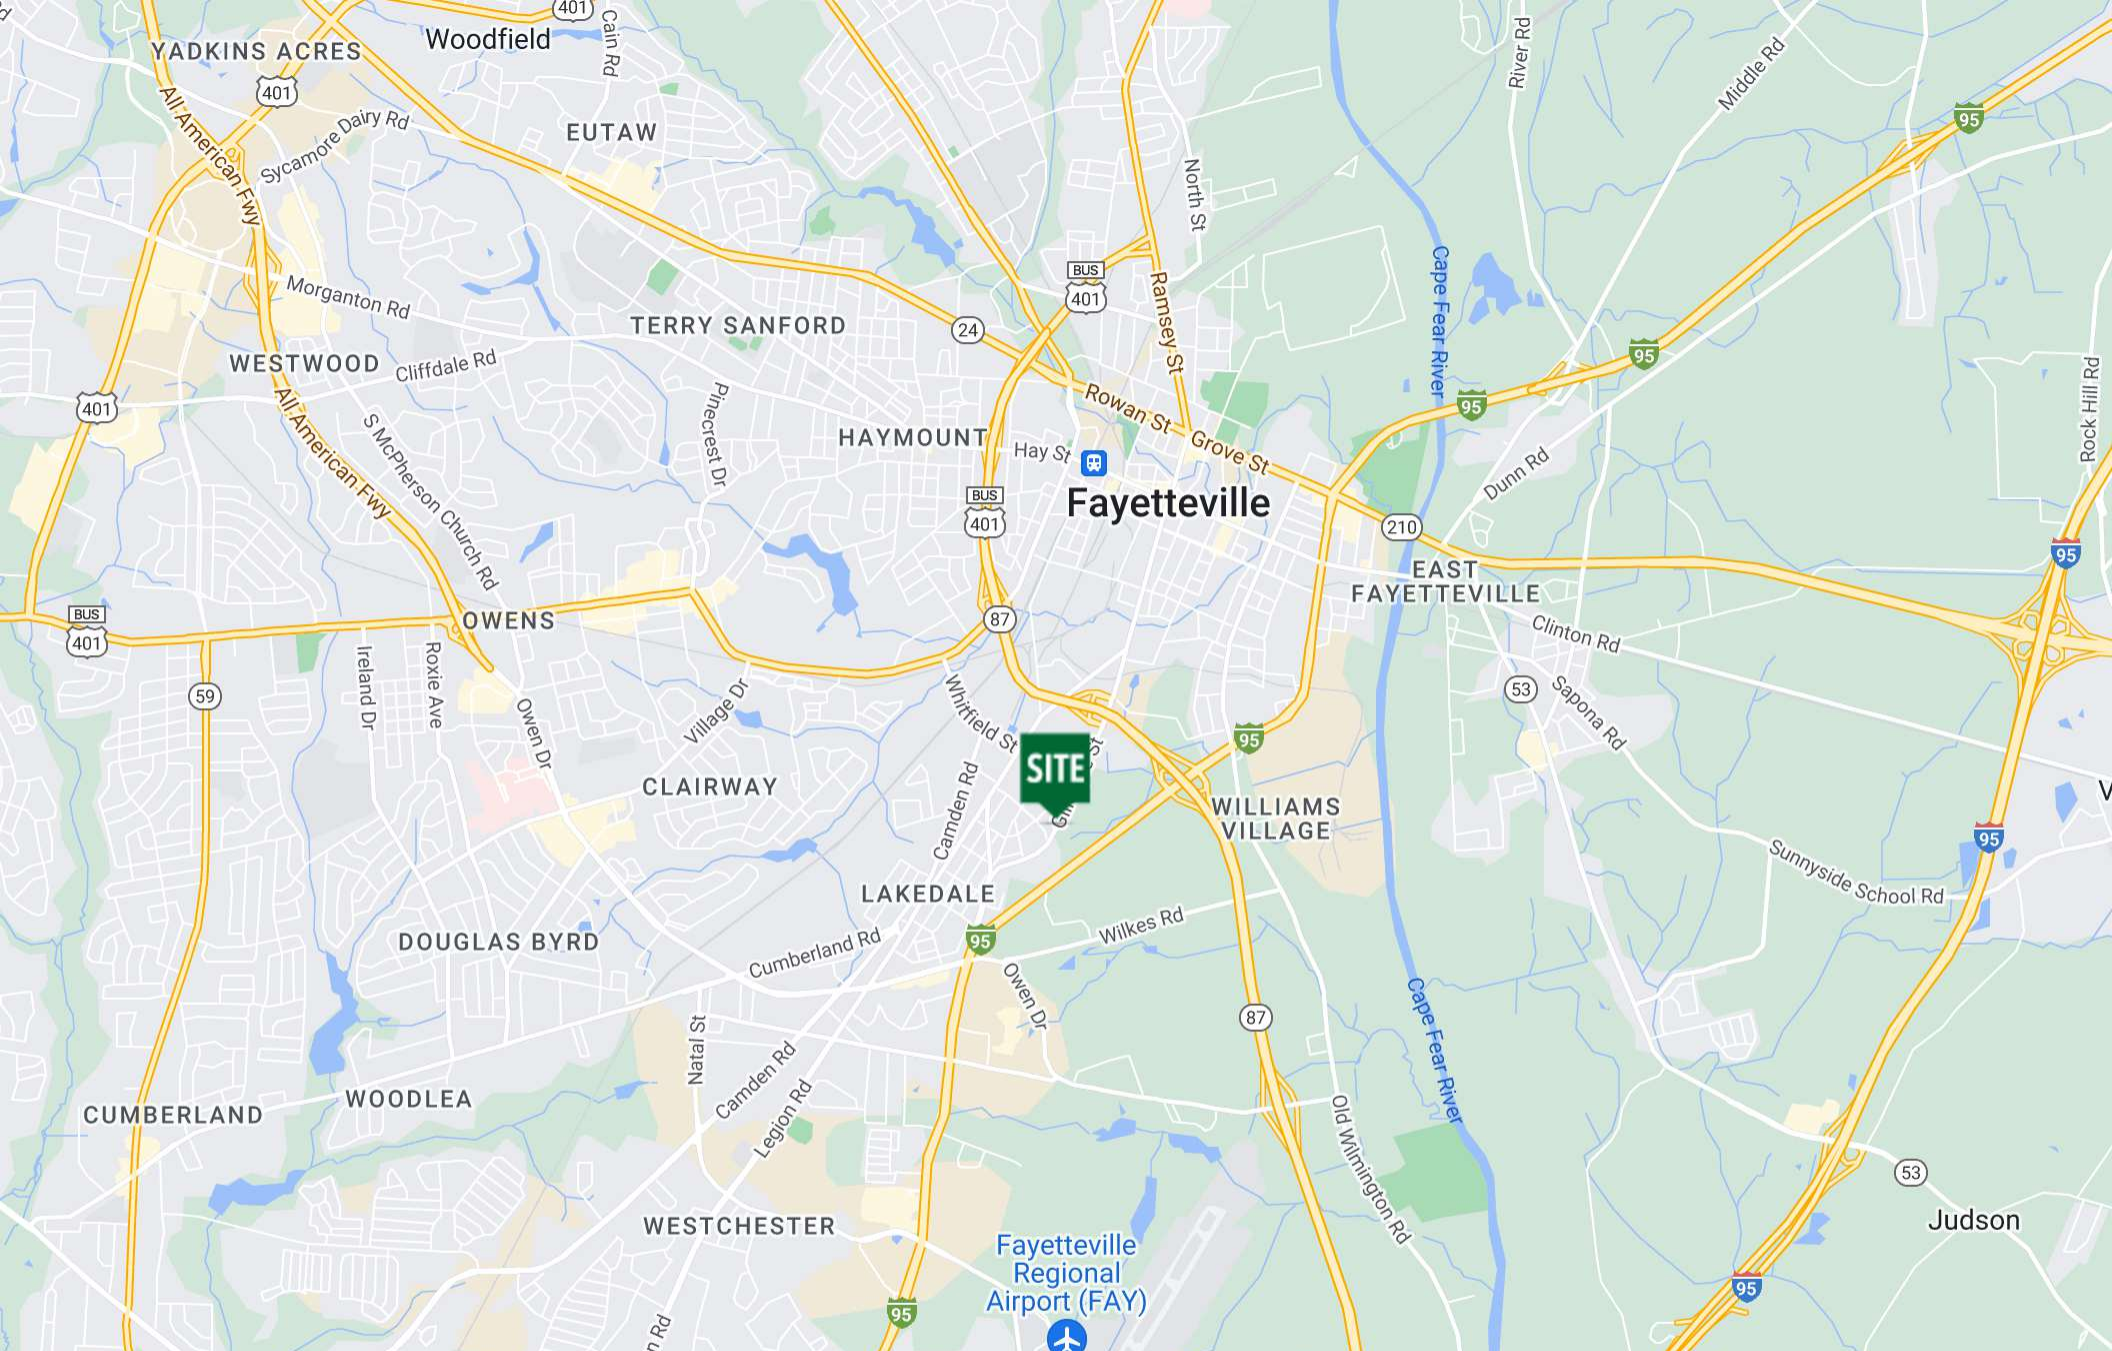 401
Woodfield
Cain Rd
YADKINS ACRES
401
All American Fwy
Sycamore Dairy Rd
EUTAW
River Rd
Middle Rd
95
North St
Cape Fear River
BUS
401
Ramsey St
Morganton Rd
TERRY SANFORD
24
95
WESTWOOD
Cliffdale Rd
Rock Hill Rd
401
All American Fwy
S McPherson Church Rd
Pinecrest Dr
Rowan St
95
HAYMOUNT
Hay St
Grove St
Dunn Rd
Fayetteville
BUS
401
210
95
EAST
FAYETTEVILLE
BUS
401
OWENS
87
Clinton Rd
Ireland Dr
Roxie Ave
59
Owen Dr
Village Dr
Whitfield St
53
Sapona Rd
St
95
SITE
CLAIRWAY
Camden Rd
WILLIAMS
VILLAGE
95
Sunnyside School Rd
LAKEDALE
DOUGLAS BYRD
Cumberland Rd
95
Wilkes Rd
Owen Dr
87
Cape Fear River
Natal St
Camden Rd
Legion Rd
WOODLEA
CUMBERLAND
Old Wilmington Rd
53
Judson
WESTCHESTER
Fayetteville
Regional
Airport (FAY)
95
95
Rd